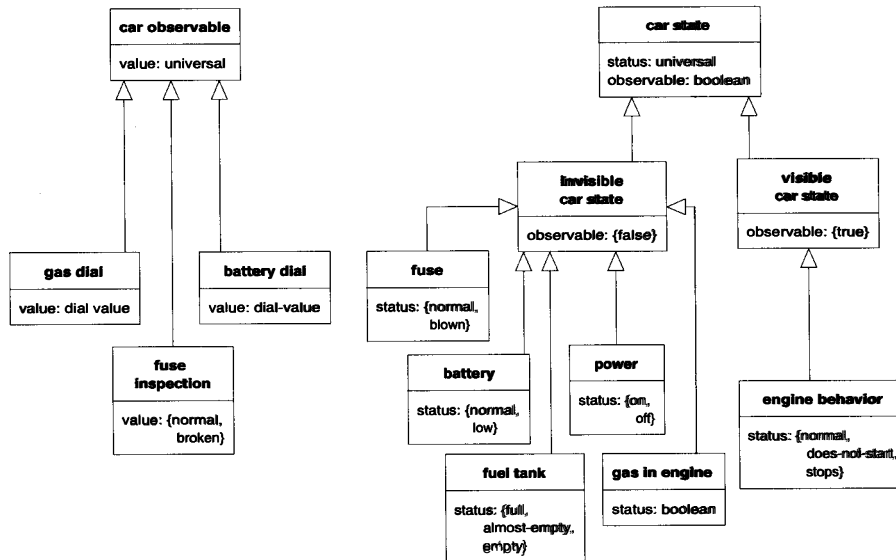 car observable
value: universal
gas dial
value: dial value
battery dial
value: dial-value
fuse
inspection
value: {normal,
broken}
car state
status: universal
observable: boolean
invisible
car state
observable: {false}
visible
car state
observable: {true}
fuse
status: {normal,
blown}
battery
status: {normal,
low}
power
status: {on,
off}
fuel tank
status: {full,
almost-empty,
empty}
gas in engine
status: boolean
engine behavior
status: {normal,
does-not-start,
stops}